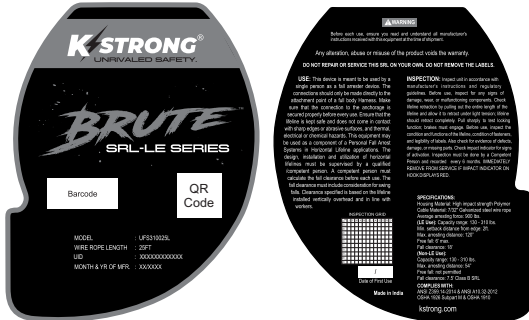 KSTRONG®
UNRIVALED SAFETY.
BRUTE
SRL-LE SERIES
Barcode
QR
Code
MODEL : UFS310025L
WIRE ROPE LENGTH : 25FT
UID : XXXXXXXXXXXX
MONTH & YR OF MFR. : XX/XXXX
WARNING
Before such use, ensure you read and understand all manufacturer's
instructions received with this equipment at the time of shipment.
Any alteration, abuse or misuse of the product voids the warranty.
DO NOT REPAIR OR SERVICE THIS SRL ON YOUR OWN. DO NOT REMOVE THE LABELS.
USE: This device is meant to be used by a
single person as a fall arrester device. The
connections should only be made directly to the
attachment point of a full body Harness. Make
sure that the connection to the anchorage is
secured properly before every use. Ensure that the
lifeline is kept safe and does not come in contact
with sharp edges or abrasive surfaces, and thermal,
electrical or chemical hazards. This equipment may
be used as a component of a Personal Fall Arrest
Systems in Horizontal Lifeline applications. The
design, installation and utilization of horizontal
lifelines must be supervised by a qualified
/competent person. A competent person must
calculate the fall clearance before each use. The
fall clearance must include consideration for swing
falls. Clearance specified is based on the lifeline
installed vertically overhead and in line with
workers.
INSPECTION GRID
/
Date of First Use
Made in India
INSPECTION: Inspect unit in accordance with
manufacturer's instructions and regulatory
guidelines. Before use, inspect for any signs of
damage, wear, or malfunctioning components. Check
lifeline retraction by pulling out the entire length of the
lifeline and allow it to retract under light tension; lifeline
should retract completely. Pull sharply to test locking
function; brakes must engage. Before use, inspect the
condition and functions of the lifeline, condition of fasteners,
and legibility of labels. Also check for evidence of defects,
damage, or missing parts. Check impact indicator for signs
of activation. Inspection must be done by a Competent
Person and recorded every 6 months. IMMEDIATELY
REMOVE FROM SERVICE IF IMPACT INDICATOR ON
HOOK DISPLAYS RED.
SPECIFICATIONS:
Housing Material: High impact strength Polymer
Cable Material: 7/32" Galvanized steel wire rope
Average arresting force: 900 lbs.
(LE Use): Capacity range: 130 - 310 lbs.
Min. setback distance from edge: 2ft.
Max. arresting distance: 120"
Free fall: 6' max.
Fall clearance: 18'
(Non-LE Use):
Capacity range: 130 - 310 lbs.
Max. arresting distance: 54"
Free fall: not permitted
Fall clearance: 7.5' Class B SRL
COMPLIES WITH:
ANSI Z359.14-2014 & ANSI A10.32-2012
OSHA 1926 Subpart M & OSHA 1910
kstrong.com